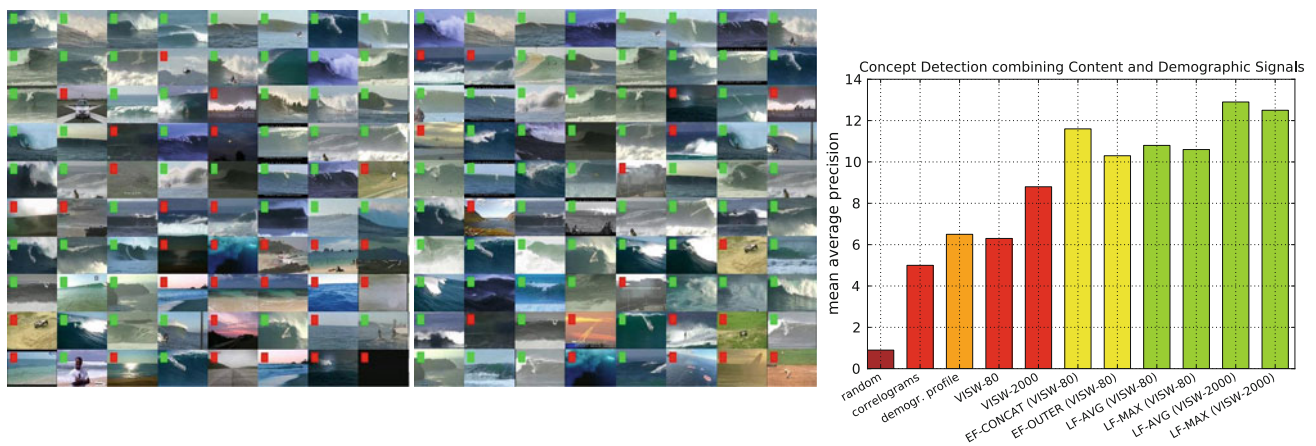 Concept Detection combining Content and Demographic Signals
mean average precision
14
12
10
8
6
4
2
0
random
correlograms
demogr. profile
VISW-80
VISW-2000
EF-CONCAT (VISW-80)
EF-OUTER (VISW-80)
LF-AVG (VISW-80)
LF-MAX (VISW-80)
LF-AVG (VISW-2000)
LF-MAX (VISW-2000)